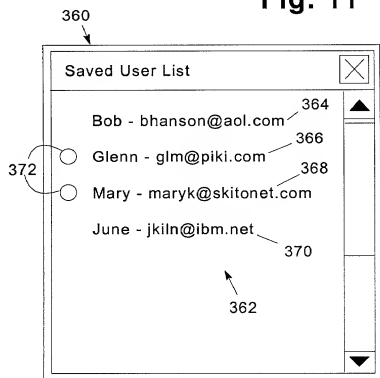 Fig. 11
360
Saved User List
Bob - bhanson@aol.com 364
Glenn - glm@piki.com 366
372
Mary - maryk@skitonet.com 368
June - jkiln@ibm.net 370
362